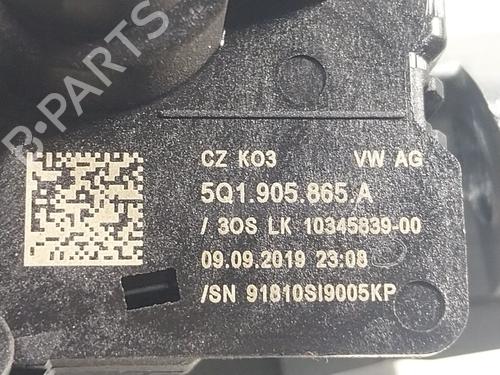 B-PARTS
CZ KO3 VW AG
5Q1.905.865.A
/ 3OS LK 10345839-00
09.09.2019 23:08
/SN 91810SI9005KP